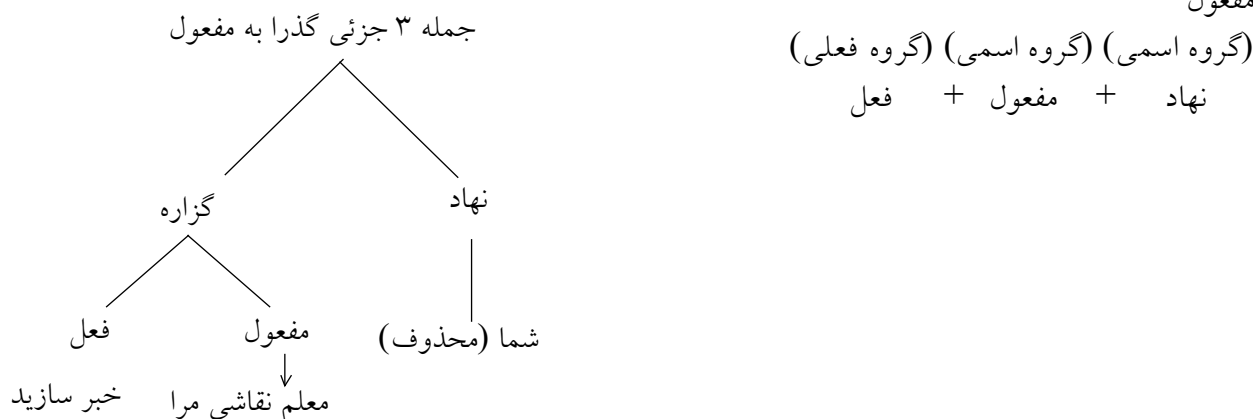 مفعول
(گروه اسمی) (گروه اسمی) (گروه فعلی)
نهاد + مفعول + فعل
جمله ۳ جزئی گذرا به مفعول
نهاد گزاره
شما (محذوف) مفعول فعل
معلم نقاشی مرا خبر سازید